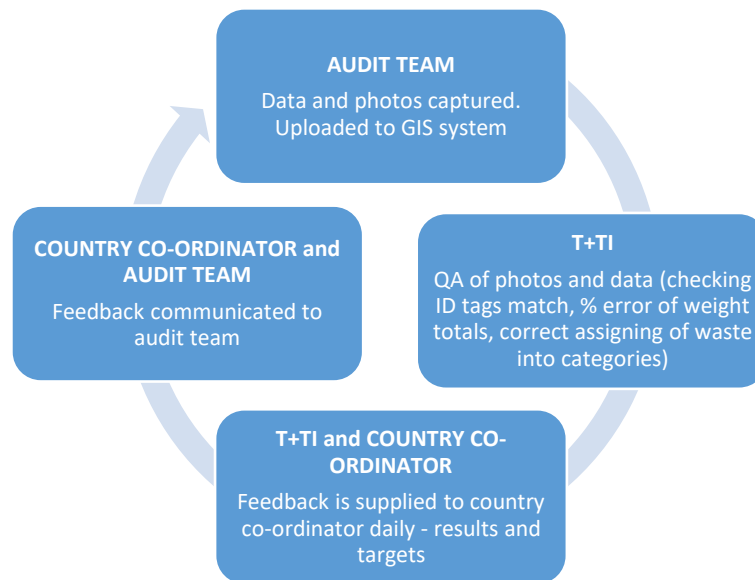 AUDIT TEAM
Data and photos captured.
Uploaded to GIS system
T+TI
QA of photos and data (checking
ID tags match, % error of weight
totals, correct assigning of waste
into categories)
T+TI and COUNTRY CO-
ORDINATOR
Feedback is supplied to country
co-ordinator daily - results and
targets
COUNTRY CO-ORDINATOR and
AUDIT TEAM
Feedback communicated to
audit team